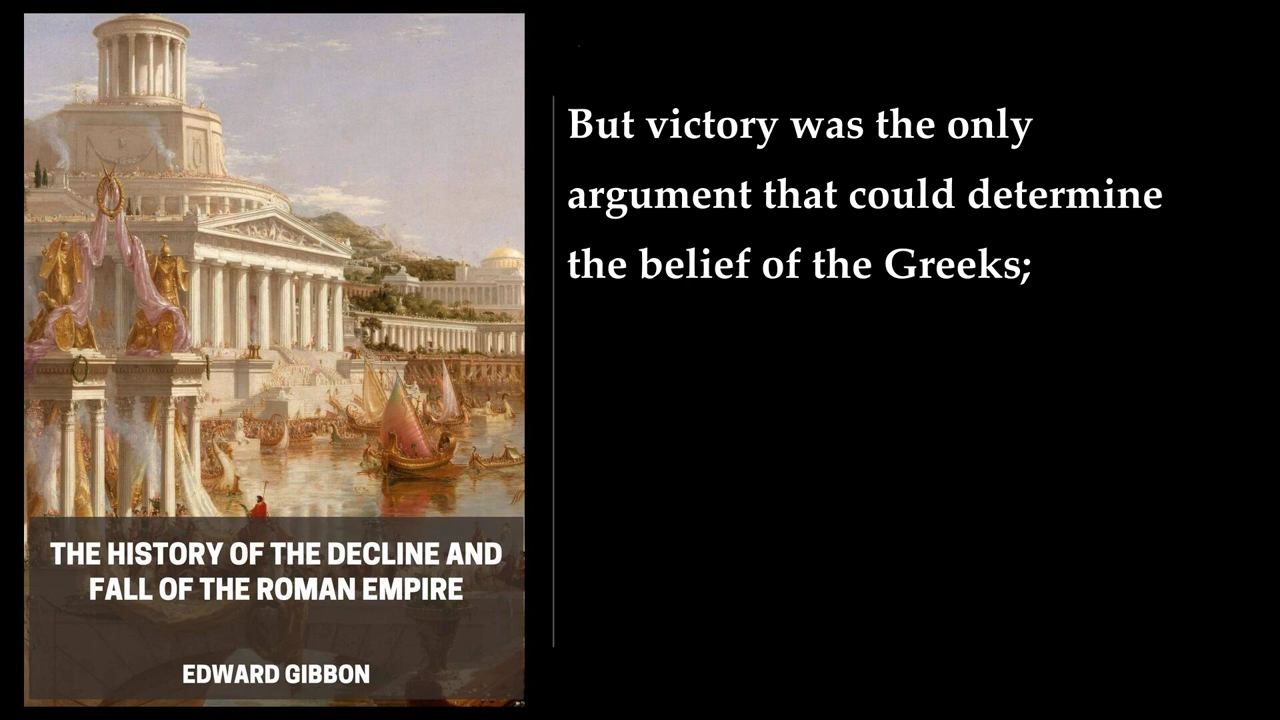 But victory was the only
argument that could determine
the belief of the Greeks;
THE HISTORY OF THE DECLINE AND
FALL OF THE ROMAN EMPIRE
EDWARD GIBBON